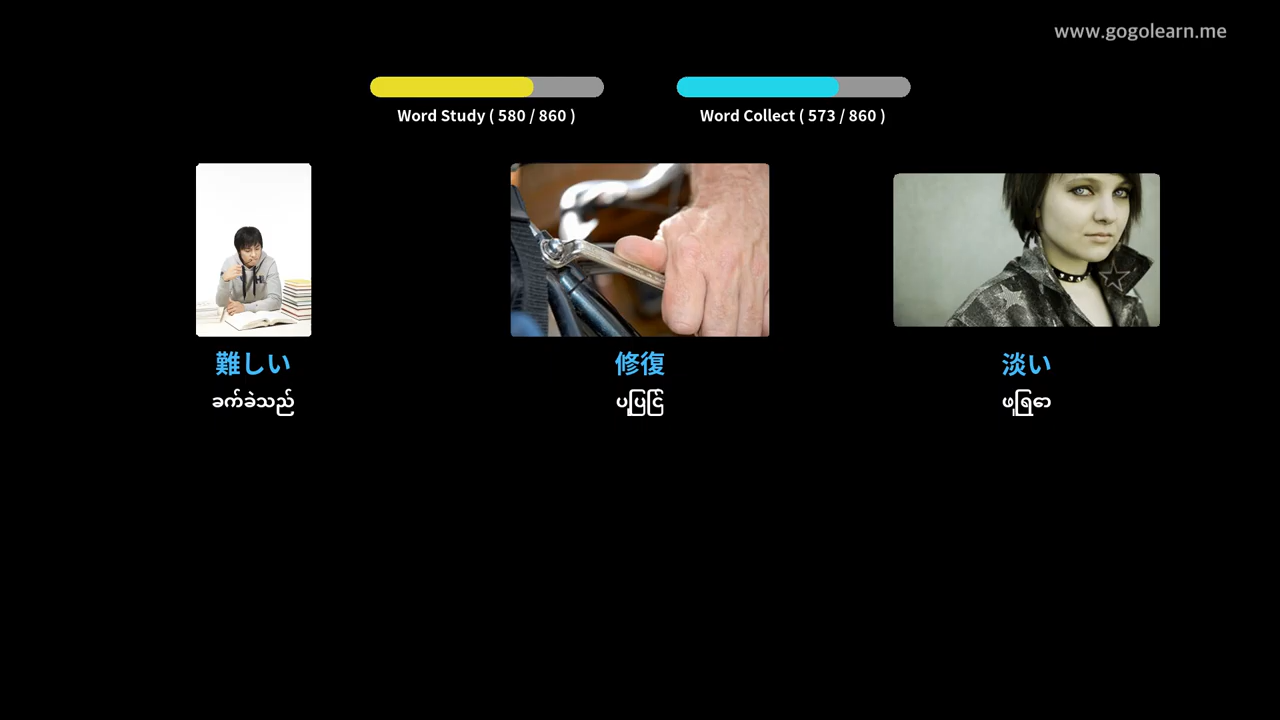 www.gogolearn.me
Word Study ( 580 / 860 )
Word Collect ( 573 / 860 )
難しい
修復
淡い
ခက်ခဲသည်
ပြုပြင်
ဖြူရော